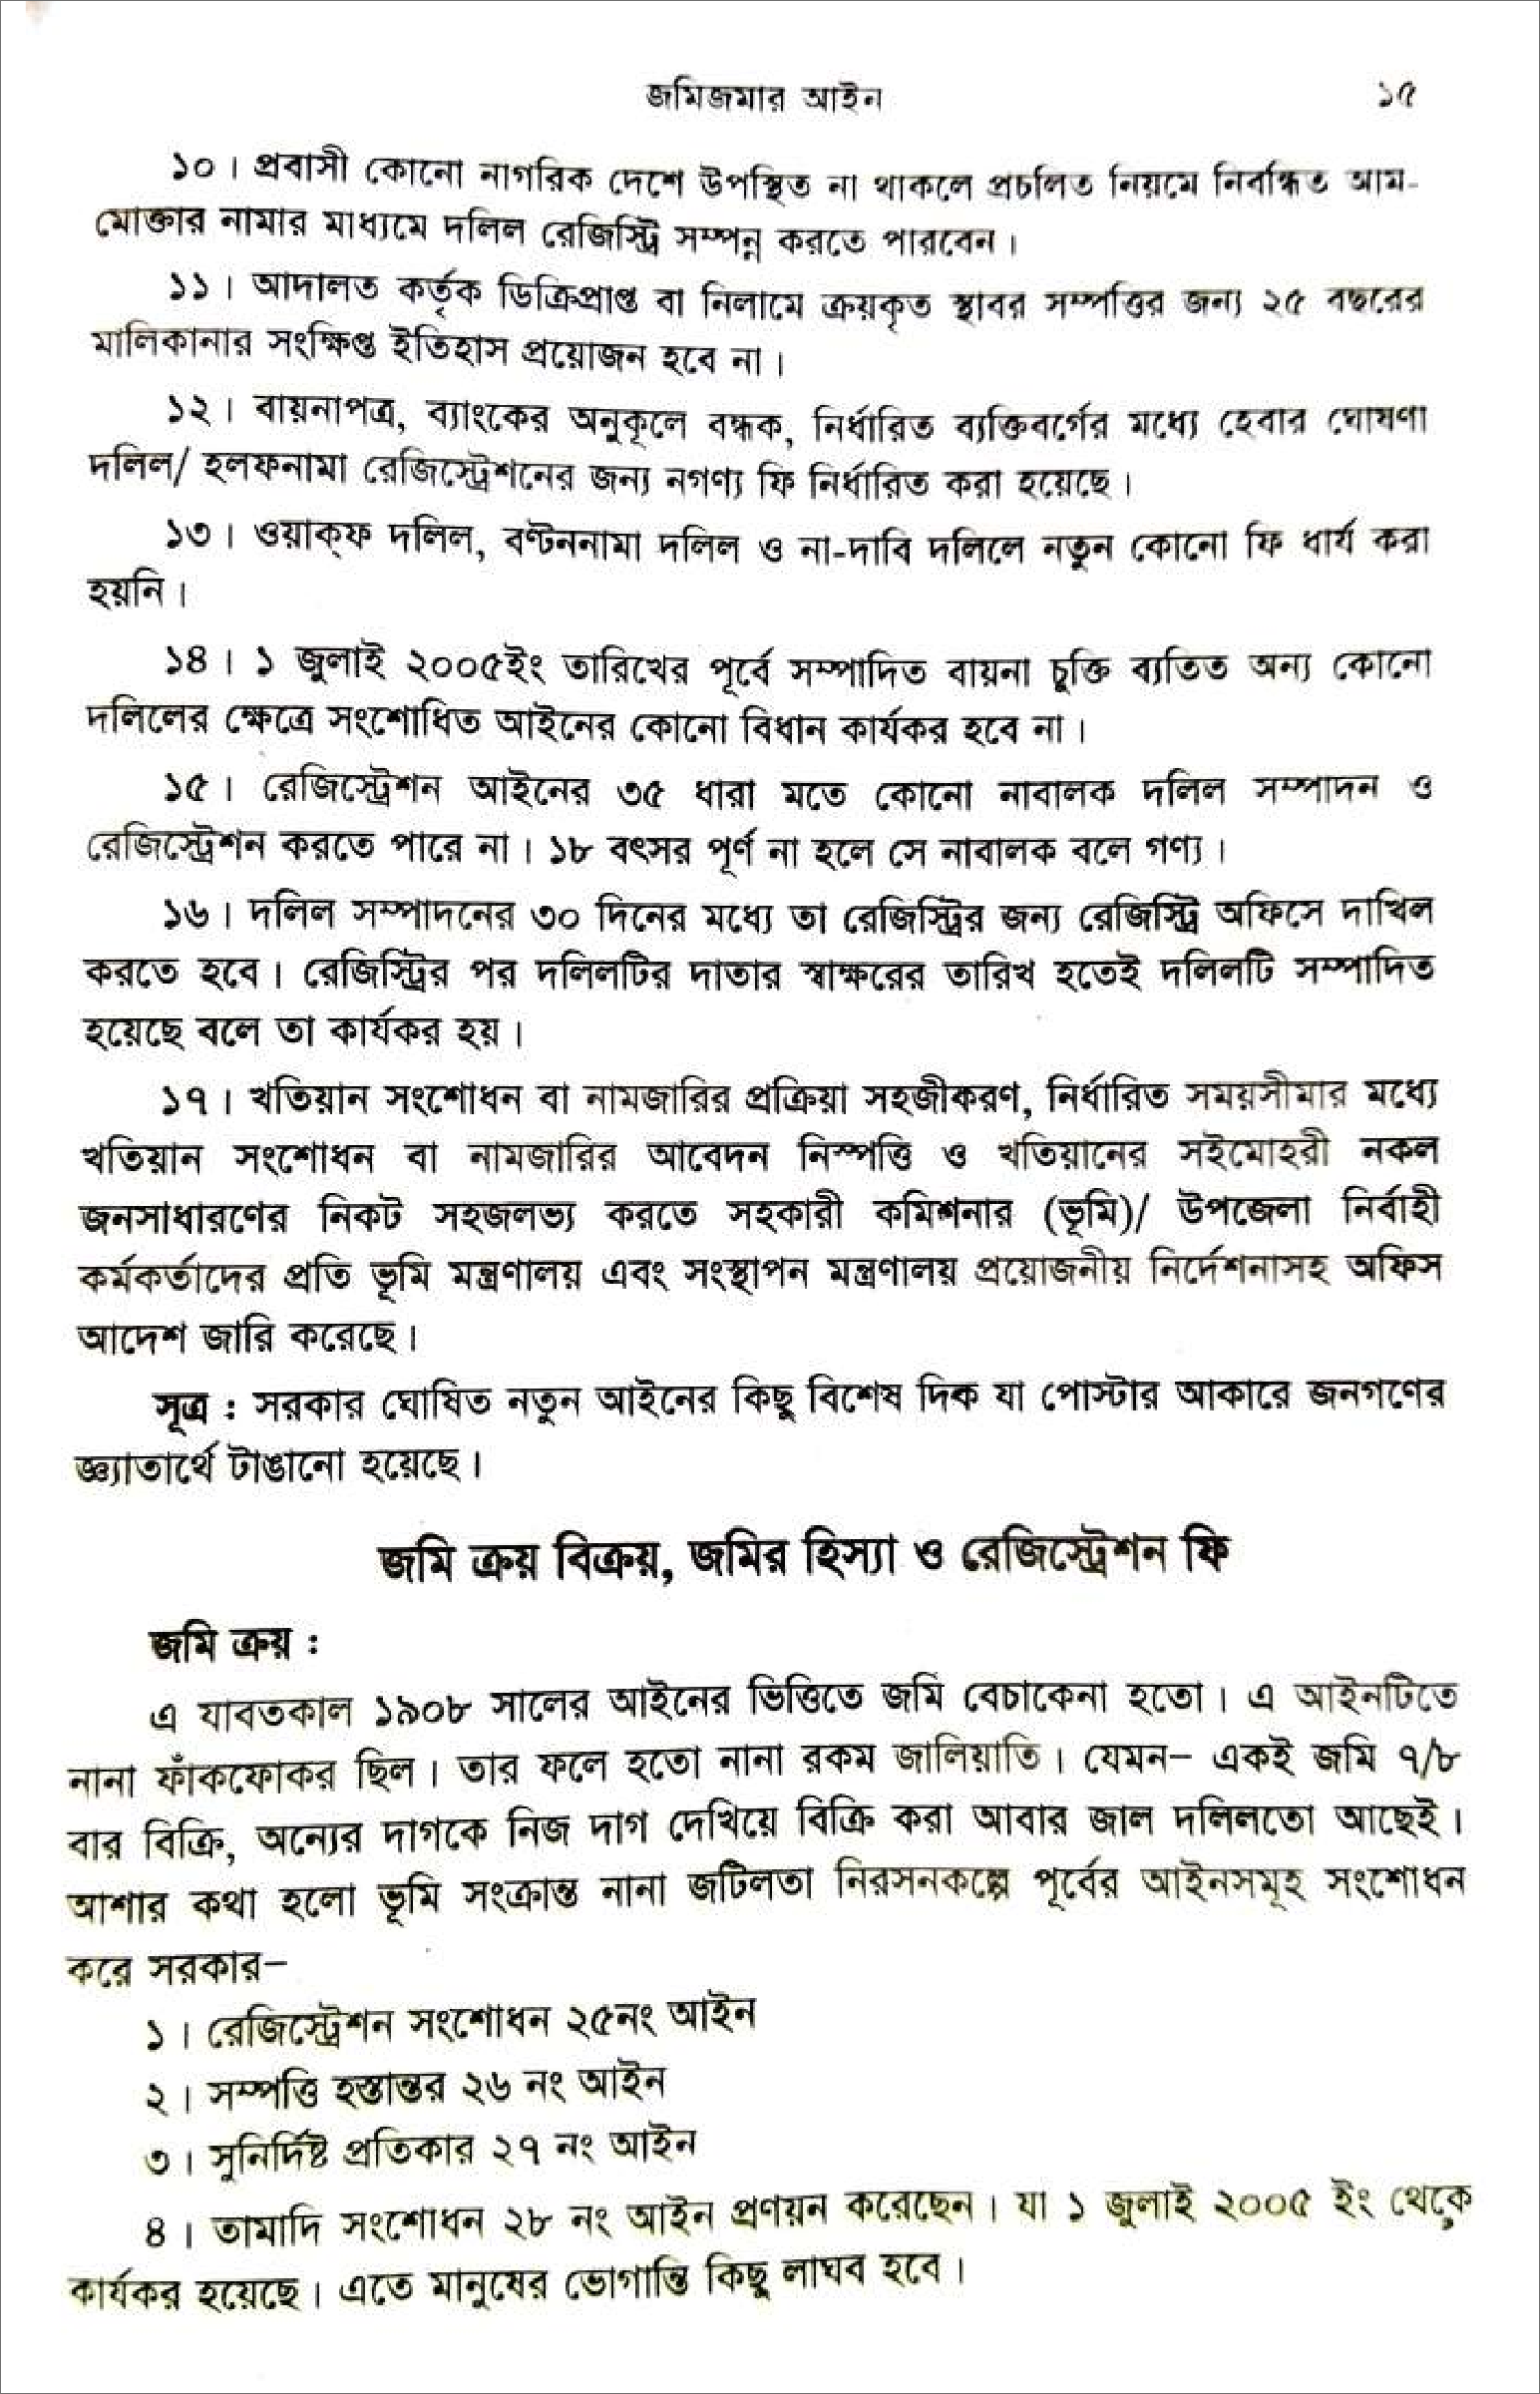 জমিজমার আইন ১৫
১০। প্রবাসী কোনো নাগরিক দেশে উপস্থিত না থাকলে প্রচলিত নিয়মে নিবন্ধিত আম-
মোক্তার নামার মাধ্যমে দলিল রেজিস্ট্রি সম্পন্ন করতে পারবেন।
১১। আদালত কর্তৃক ডিক্রিপ্রাপ্ত বা নিলামে ক্রয়কৃত স্থাবর সম্পত্তির জন্য ২৫ বছরের
মালিকানার সংক্ষিপ্ত ইতিহাস প্রয়োজন হবে না।
১২। বায়নাপত্র, ব্যাংকের অনুকূলে বন্ধক, নির্ধারিত ব্যক্তিবর্গের মধ্যে হেবার ঘোষণা
দলিল/ হলফনামা রেজিস্ট্রেশনের জন্য নগণ্য ফি নির্ধারিত করা হয়েছে।
১৩। ওয়াক্‌ফ দলিল, বণ্টননামা দলিল ও না-দাবি দলিলে নতুন কোনো ফি ধার্য করা
হয়নি।
১৪। ১ জুলাই ২০০৫ইং তারিখের পূর্বে সম্পাদিত বায়না চুক্তি ব্যতিত অন্য কোনো
দলিলের ক্ষেত্রে সংশোধিত আইনের কোনো বিধান কার্যকর হবে না।
১৫। রেজিস্ট্রেশন আইনের ৩৫ ধারা মতে কোনো নাবালক দলিল সম্পাদন ও
রেজিস্ট্রেশন করতে পারে না। ১৮ বৎসর পূর্ণ না হলে সে নাবালক বলে গণ্য।
১৬। দলিল সম্পাদনের ৩০ দিনের মধ্যে তা রেজিস্ট্রির জন্য রেজিস্ট্রি অফিসে দাখিল
করতে হবে। রেজিস্ট্রির পর দলিলটির দাতার স্বাক্ষরের তারিখ হতেই দলিলটি সম্পাদিত
হয়েছে বলে তা কার্যকর হয়।
১৭। খতিয়ান সংশোধন বা নামজারির প্রক্রিয়া সহজীকরণ, নির্ধারিত সময়সীমার মধ্যে
খতিয়ান সংশোধন বা নামজারির আবেদন নিস্পত্তি ও খতিয়ানের সইমোহরী নকল
জনসাধারণের নিকট সহজলভ্য করতে সহকারী কমিশনার (ভূমি)/ উপজেলা নির্বাহী
কর্মকর্তাদের প্রতি ভূমি মন্ত্রণালয় এবং সংস্থাপন মন্ত্রণালয় প্রয়োজনীয় নির্দেশনাসহ অফিস
আদেশ জারি করেছে।
সূত্র : সরকার ঘোষিত নতুন আইনের কিছু বিশেষ দিক যা পোস্টার আকারে জনগণের
জ্ঞ্যাতার্থে টাঙানো হয়েছে।
জমি ক্রয় বিক্রয়, জমির হিস্যা ও রেজিস্ট্রেশন ফি
জমি ক্রয় :
এ যাবতকাল ১৯০৮ সালের আইনের ভিত্তিতে জমি বেচাকেনা হতো। এ আইনটিতে
নানা ফাঁকফোকর ছিল। তার ফলে হতো নানা রকম জালিয়াতি। যেমন– একই জমি ৭/৮
বার বিক্রি, অন্যের দাগকে নিজ দাগ দেখিয়ে বিক্রি করা আবার জাল দলিলতো আছেই।
আশার কথা হলো ভূমি সংক্রান্ত নানা জটিলতা নিরসনকল্পে পূর্বের আইনসমূহ সংশোধন
করে সরকার–
১। রেজিস্ট্রেশন সংশোধন ২৫নং আইন
২। সম্পত্তি হস্তান্তর ২৬ নং আইন
৩। সুনির্দিষ্ট প্রতিকার ২৭ নং আইন
৪। তামাদি সংশোধন ২৮ নং আইন প্রণয়ন করেছেন। যা ১ জুলাই ২০০৫ ইং থেকে
কার্যকর হয়েছে। এতে মানুষের ভোগান্তি কিছু লাঘব হবে।